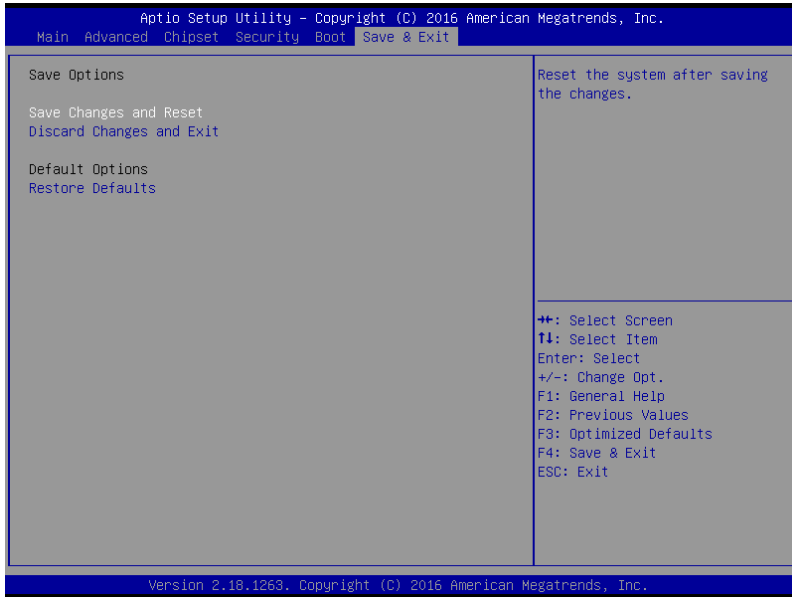 Aptio Setup Utility – Copyright (C) 2016 American Megatrends, Inc.
Main Advanced Chipset Security Boot Save & Exit
Save Options
Save Changes and Reset
Discard Changes and Exit
Default Options
Restore Defaults
Reset the system after saving
the changes.
→←: Select Screen
↑↓: Select Item
Enter: Select
+/-: Change Opt.
F1: General Help
F2: Previous Values
F3: Optimized Defaults
F4: Save & Exit
ESC: Exit
Version 2.18.1263. Copyright (C) 2016 American Megatrends, Inc.